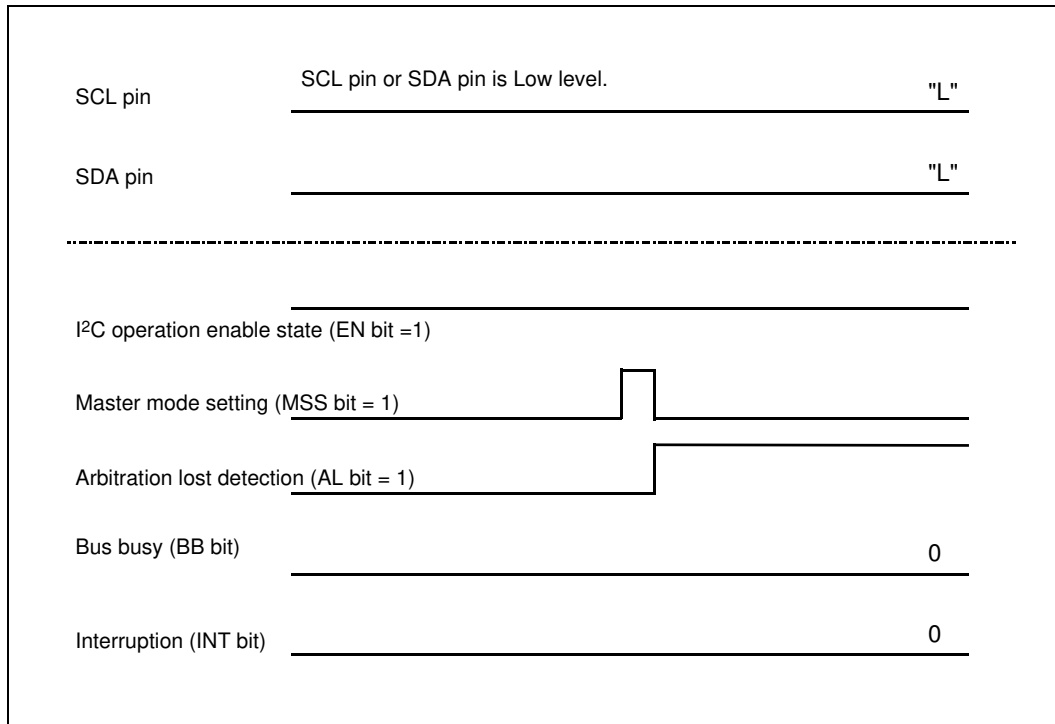 SCL pin or SDA pin is Low level.
SCL pin "L"
SDA pin "L"
I²C operation enable state (EN bit =1)
Master mode setting (MSS bit = 1)
Arbitration lost detection (AL bit = 1)
Bus busy (BB bit) 0
Interruption (INT bit) 0